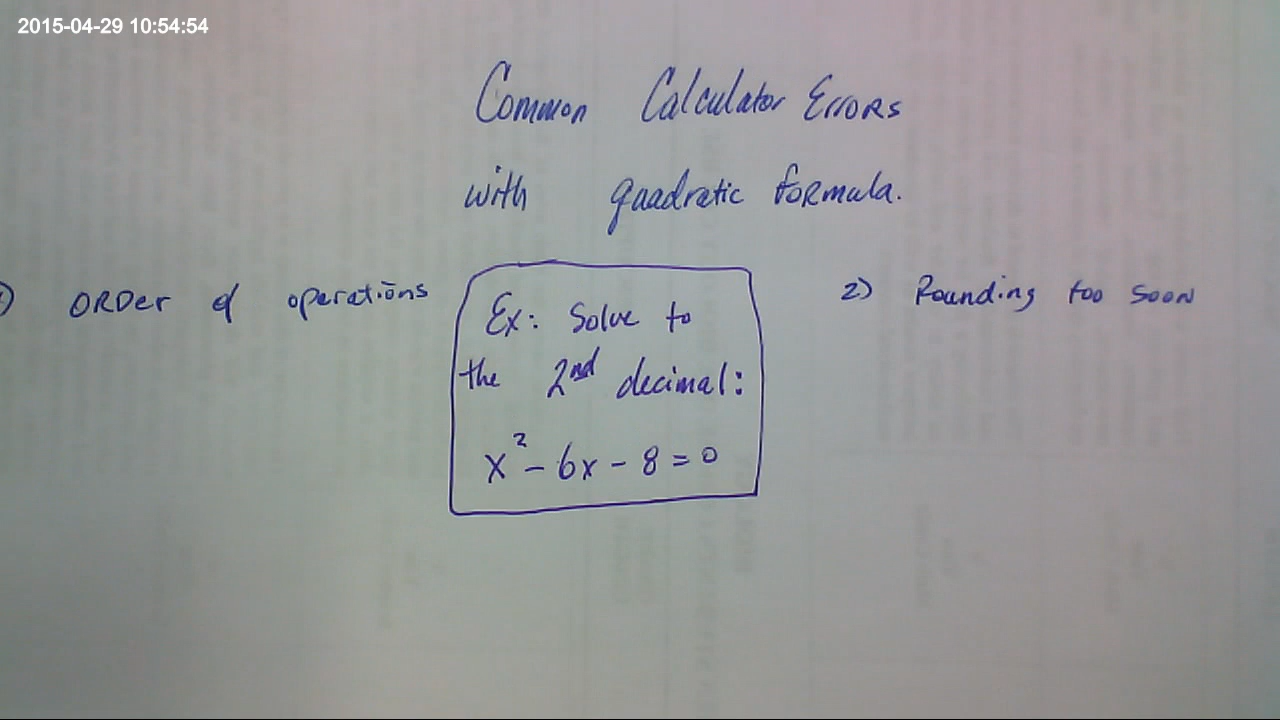 2015-04-29 10:54:54
Common Calculator Errors
with quadratic formula.
1) Order of operations
Ex: Solve to
the 2nd decimal:
x² - 6x - 8 = 0
2) Rounding too soon